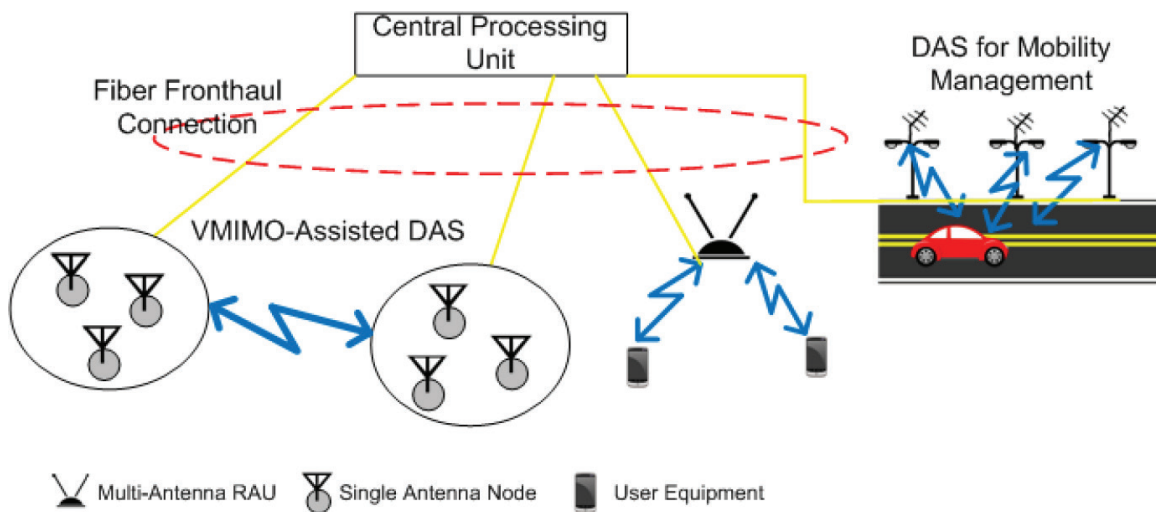 Central Processing
Unit
DAS for Mobility
Management
Fiber Fronthaul
Connection
VMIMO-Assisted DAS
Multi-Antenna RAU
Single Antenna Node
User Equipment